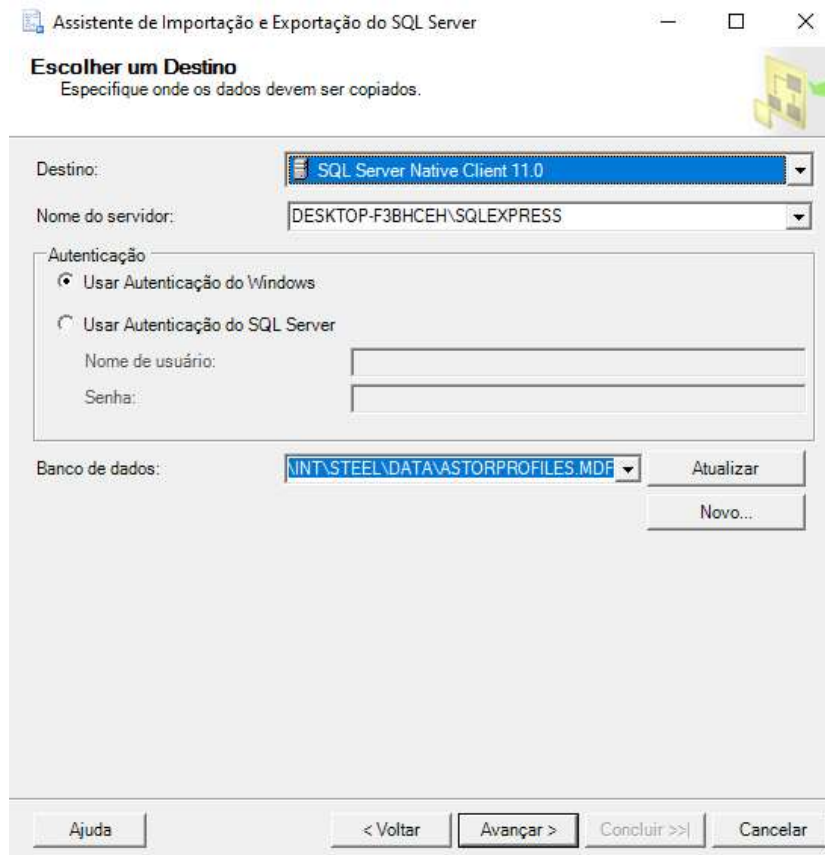 Assistente de Importação e Exportação do SQL Server
Escolher um Destino
Especifique onde os dados devem ser copiados.
Destino:
SQL Server Native Client 11.0
Nome do servidor:
DESKTOP-F3BHCEH\SQLEXPRESS
Autenticação
Usar Autenticação do Windows
Usar Autenticação do SQL Server
Nome de usuário:
Senha:
Banco de dados:
\INT\STEEL\DATA\ASTORPROFILES.MDF
Atualizar
Novo...
Ajuda
< Voltar
Avançar >
Concluir >>|
Cancelar